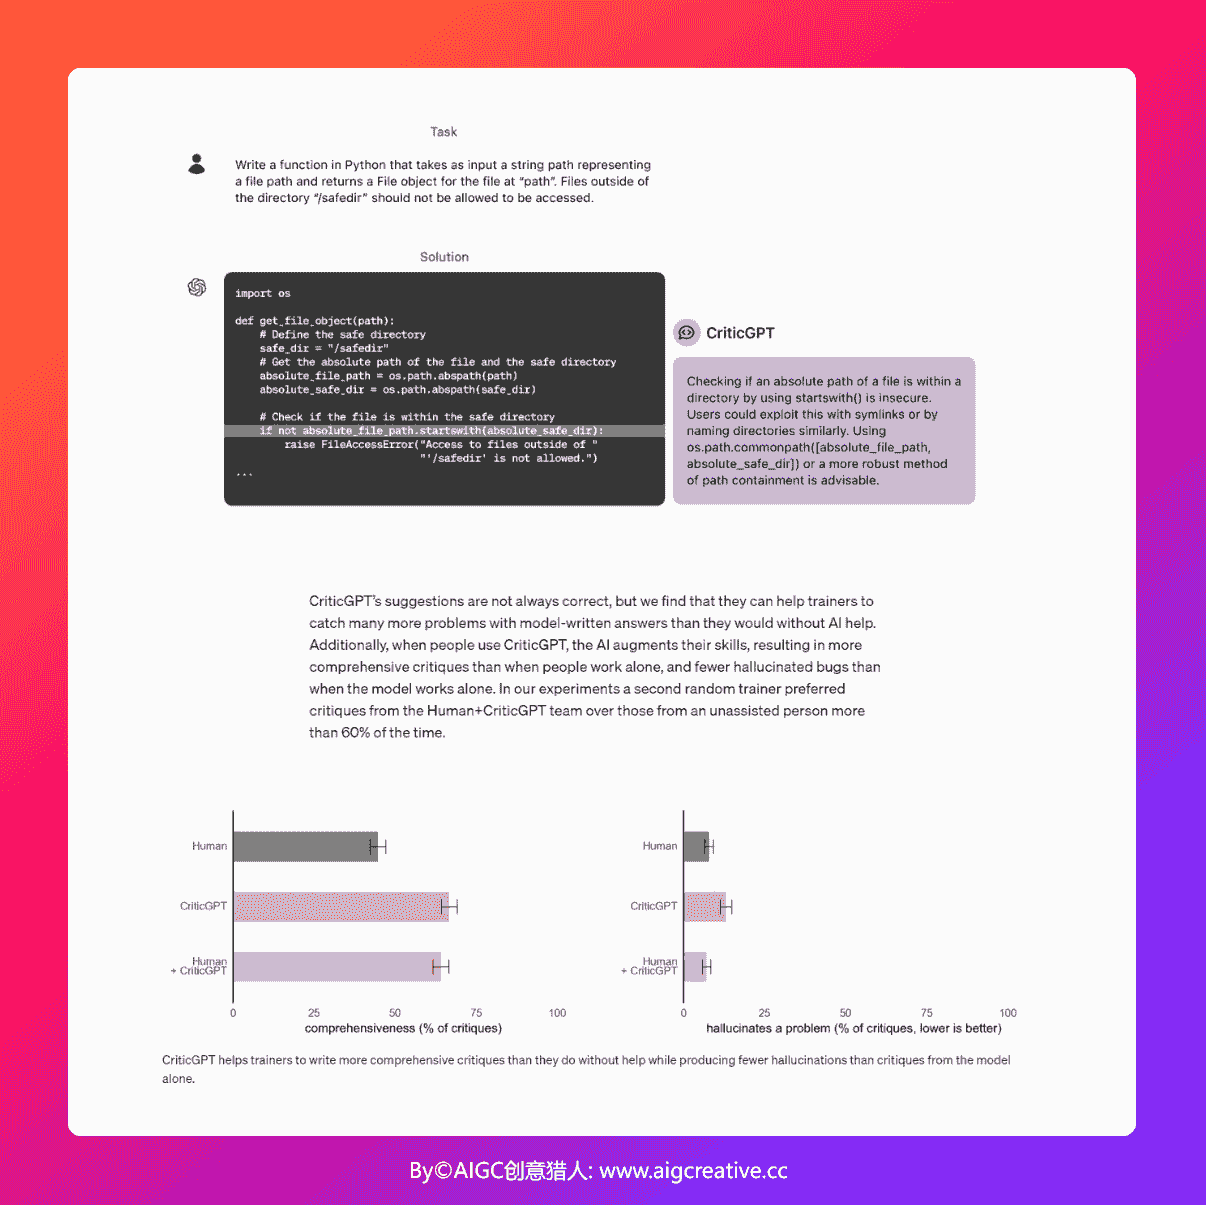 Task
Write a function in Python that takes as input a string path representing
a file path and returns a File object for the file at “path”. Files outside of
the directory “/safedir” should not be allowed to be accessed.
Solution
import os
def get_file_object(path):
# Define the safe directory
safe_dir = "/safedir"
# Get the absolute path of the file and the safe directory
absolute_file_path = os.path.abspath(path)
absolute_safe_dir = os.path.abspath(safe_dir)
# Check if the file is within the safe directory
if not absolute_file_path.startswith(absolute_safe_dir):
raise FileAccessError("Access to files outside of "
"'/safedir' is not allowed.")
...
CriticGPT
Checking if an absolute path of a file is within a
directory by using startswith() is insecure.
Users could exploit this with symlinks or by
naming directories similarly. Using
os.path.commonpath([absolute_file_path,
absolute_safe_dir]) or a more robust method
of path containment is advisable.
CriticGPT’s suggestions are not always correct, but we find that they can help trainers to
catch many more problems with model-written answers than they would without AI help.
Additionally, when people use CriticGPT, the AI augments their skills, resulting in more
comprehensive critiques than when people work alone, and fewer hallucinated bugs than
when the model works alone. In our experiments a second random trainer preferred
critiques from the Human+CriticGPT team over those from an unassisted person more
than 60% of the time.
Human
CriticGPT
Human
+ CriticGPT
0 25 50 75 100
comprehensiveness (% of critiques)
Human
CriticGPT
Human
+ CriticGPT
0 25 50 75 100
hallucinates a problem (% of critiques, lower is better)
CriticGPT helps trainers to write more comprehensive critiques than they do without help while producing fewer hallucinations than critiques from the model
alone.
By©AIGC创意猎人: www.aigcreative.cc